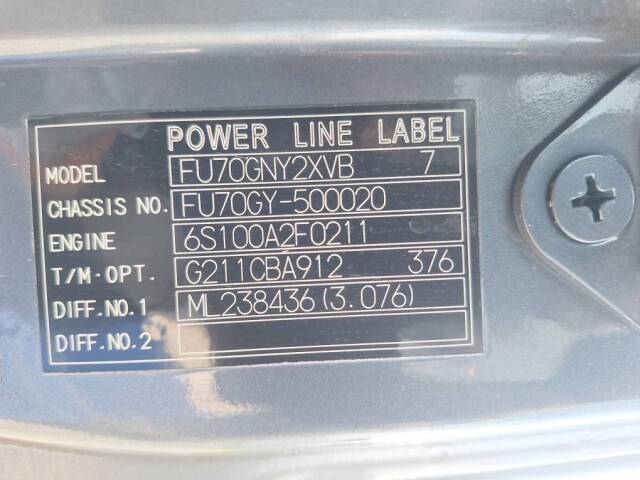 POWER LINE LABEL
MODEL FU70GNY2XVB 7
CHASSIS NO. FU70GY-500020
ENGINE 6S100A2F0211
T/M·OPT. G211CBA912 376
DIFF.NO.1 ML238436(3.076)
DIFF.NO.2